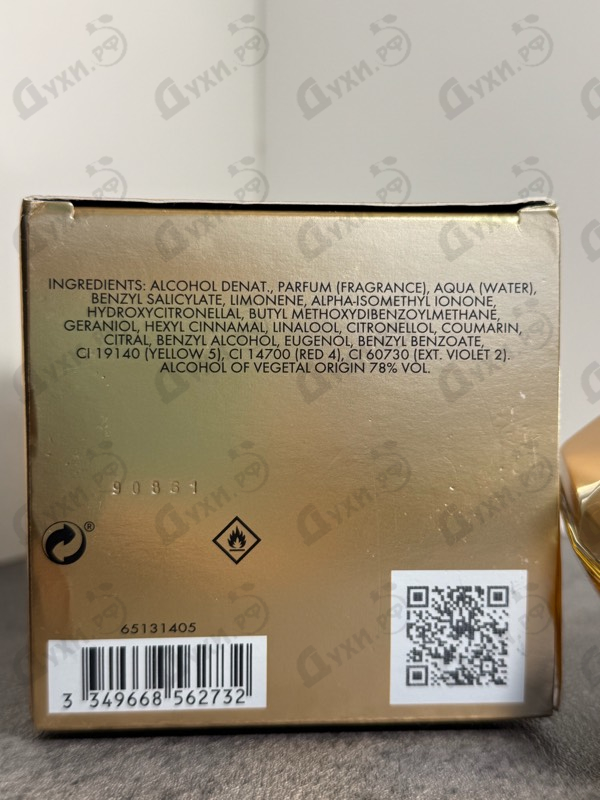 INGREDIENTS: ALCOHOL DENAT., PARFUM (FRAGRANCE), AQUA (WATER),
BENZYL SALICYLATE, LIMONENE, ALPHA-ISOMETHYL IONONE,
HYDROXYCITRONELLAL, BUTYL METHOXYDIBENZOYLMETHANE,
GERANIOL, HEXYL CINNAMAL, LINALOOL, CITRONELLOL, COUMARIN,
CITRAL, BENZYL ALCOHOL, EUGENOL, BENZYL BENZOATE,
CI 19140 (YELLOW 5), CI 14700 (RED 4), CI 60730 (EXT. VIOLET 2).
ALCOHOL OF VEGETAL ORIGIN 78% VOL.
90831
®
65131405
3 349668 562732
Духи.рф